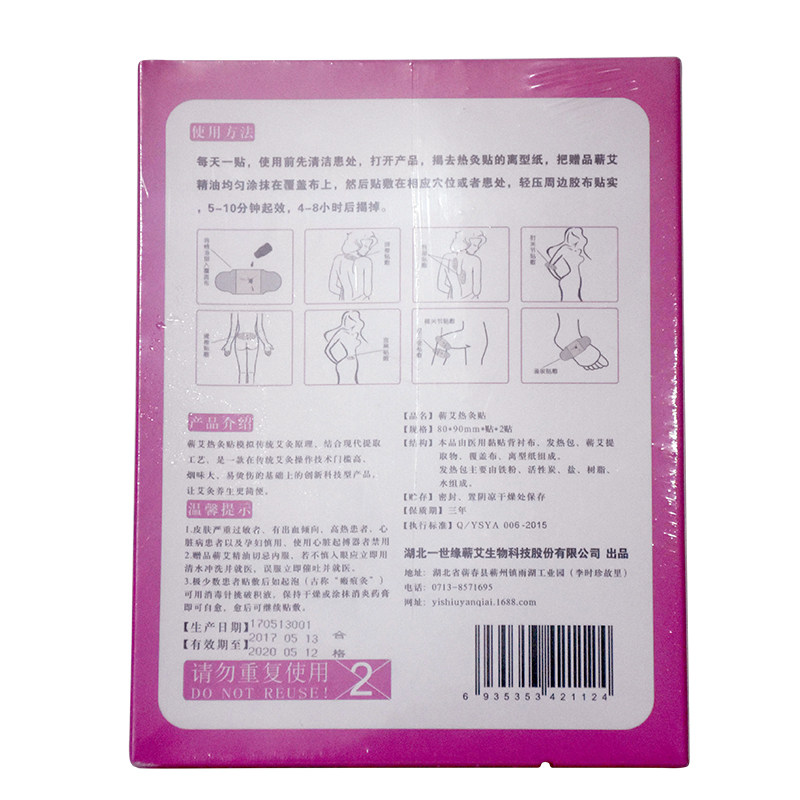 使用方法
每天一贴，使用前先清洁患处，打开产品，揭去热灸贴的离型纸，把赠品蕲艾
精油均匀涂抹在覆盖布上，然后贴敷在相应穴位或者患处，轻压周边胶布贴实
，5-10分钟起效，4-8小时后揭掉。
产品介绍
蕲艾热灸贴模拟传统艾灸原理、结合现代提取
工艺，是一款在传统艾灸操作技术门槛高、
烟味大、易烫伤的基础上的创新科技型产品，
让艾灸养生更简便。
温馨提示
1.皮肤严重过敏者、有出血倾向、高热患者、心
脏病患者以及孕妇慎用，使用心脏起搏器者禁用
2.赠品蕲艾精油切忌内服，若不慎入眼应立即用
清水冲洗并就医，误服立即催吐并就医。
3.极少数患者贴敷后如起泡（古称“瘢痕灸”）
可用消毒针挑破积液，保持干燥或涂抹消炎药膏
即可自愈，愈后可继续贴敷。
【生产日期】170513001
2017 05 13 合
【有效期至】2020 05 12 格
请勿重复使用
DO NOT REUSE! 2
【品名】蕲艾热灸贴
【规格】80*90mm*贴*2贴
【结构】本品由医用黏贴背衬布、发热包、蕲艾提
取物、覆盖布、离型纸组成。
发热包主要由铁粉、活性炭、盐、树脂、
水组成。
【贮存】密封、置阴凉干燥处保存
【保质期】三年
【执行标准】Q/YSYA 006-2015
湖北一世缘蕲艾生物科技股份有限公司 出品
地址：湖北省蕲春县蕲州镇雨湖工业园（李时珍故里）
电话：0713-8571695
网址：yishiuyanqiai.1688.com
6 935353 421124